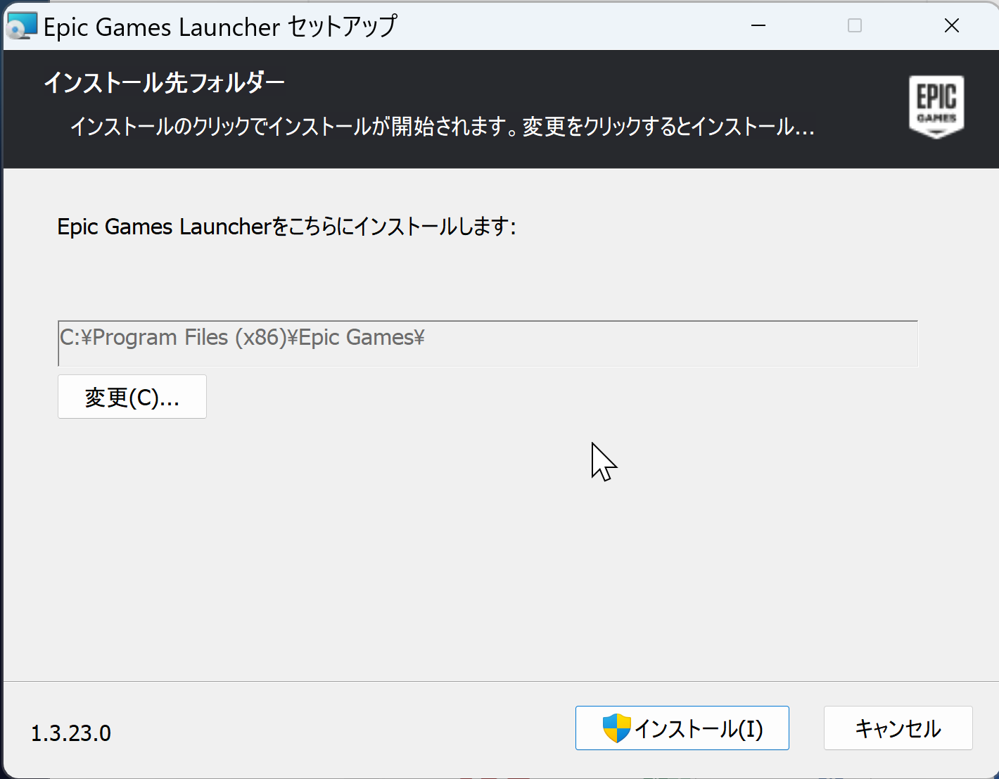 Epic Games Launcher セットアップ
インストール先フォルダー
インストールのクリックでインストールが開始されます。変更をクリックするとインストール...
EPIC
GAMES
Epic Games Launcherをこちらにインストールします:
C:¥Program Files (x86)¥Epic Games¥
変更(C)...
1.3.23.0
インストール(I)
キャンセル